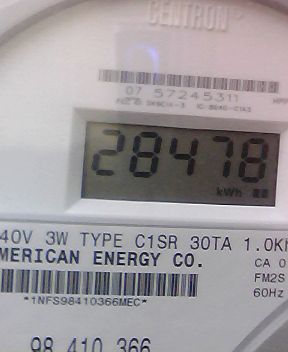 CENTRON
07 57245311
28478
kWh
40V 3W TYPE C1SR 30TA 1.0Kh
MERICAN ENERGY CO.
CA 0
FM2S
60Hz
*1NFS98410366MEC*
98 410 366